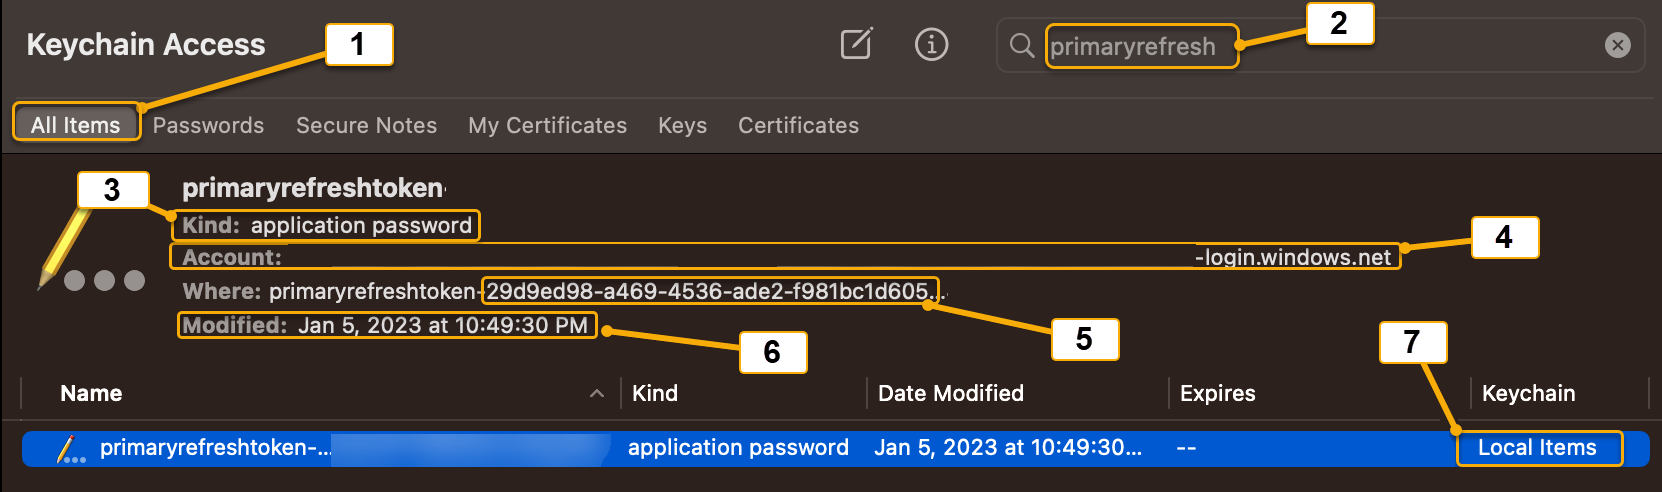 Keychain Access
1
primaryrefresh
2
All Items
Passwords
Secure Notes
My Certificates
Keys
Certificates
3
primaryrefreshtoken-
Kind: application password
Account: -login.windows.net
4
Where: primaryrefreshtoken-29d9ed98-a469-4536-ade2-f981bc1d605...
5
Modified: Jan 5, 2023 at 10:49:30 PM
6
7
Name
Kind
Date Modified
Expires
Keychain
primaryrefreshtoken-...
application password
Jan 5, 2023 at 10:49:30...
--
Local Items